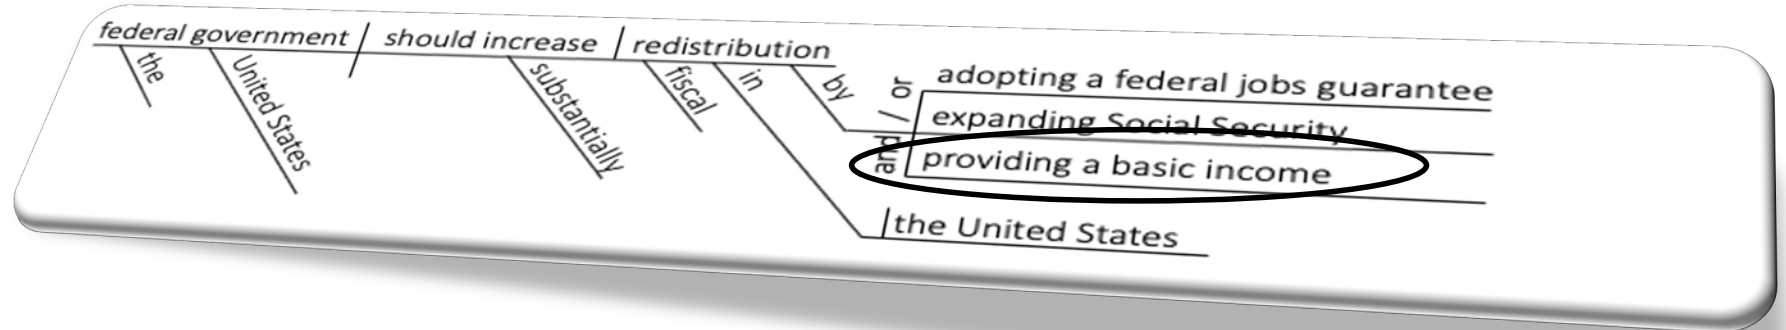 federal government should increase redistribution
the United States substantially fiscal in by
and / or
adopting a federal jobs guarantee
expanding Social Security
providing a basic income
the United States